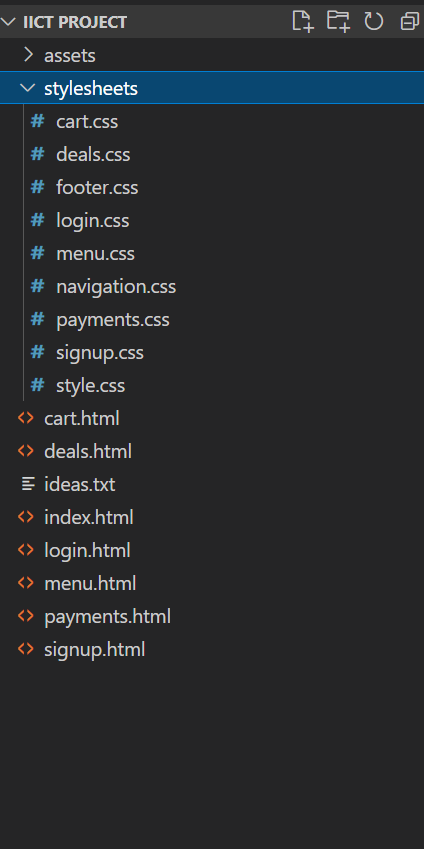 IICT PROJECT
assets
stylesheets
cart.css
deals.css
footer.css
login.css
menu.css
navigation.css
payments.css
signup.css
style.css
cart.html
deals.html
ideas.txt
index.html
login.html
menu.html
payments.html
signup.html